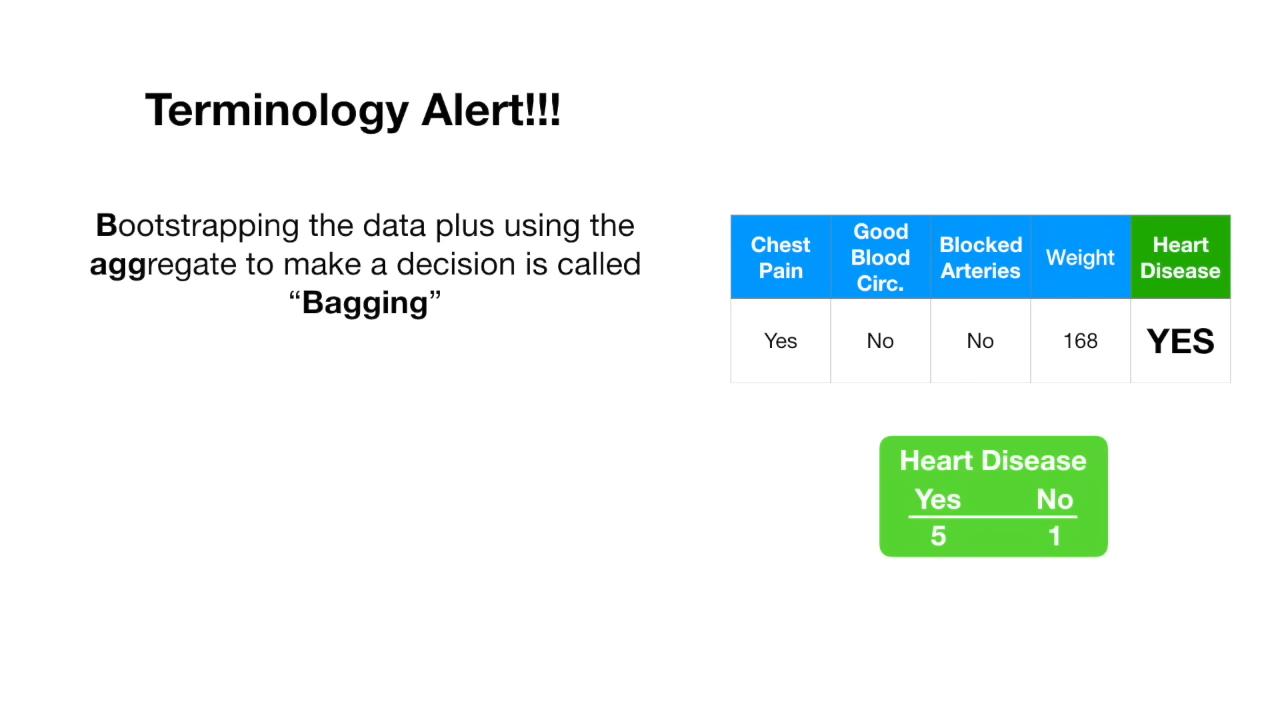 Terminology Alert!!!
Bootstrapping the data plus using the
aggregate to make a decision is called
“Bagging”
Chest Pain Good Blood Circ. Blocked Arteries Weight Heart Disease
Yes No No 168 YES
Heart Disease
Yes No
5 1